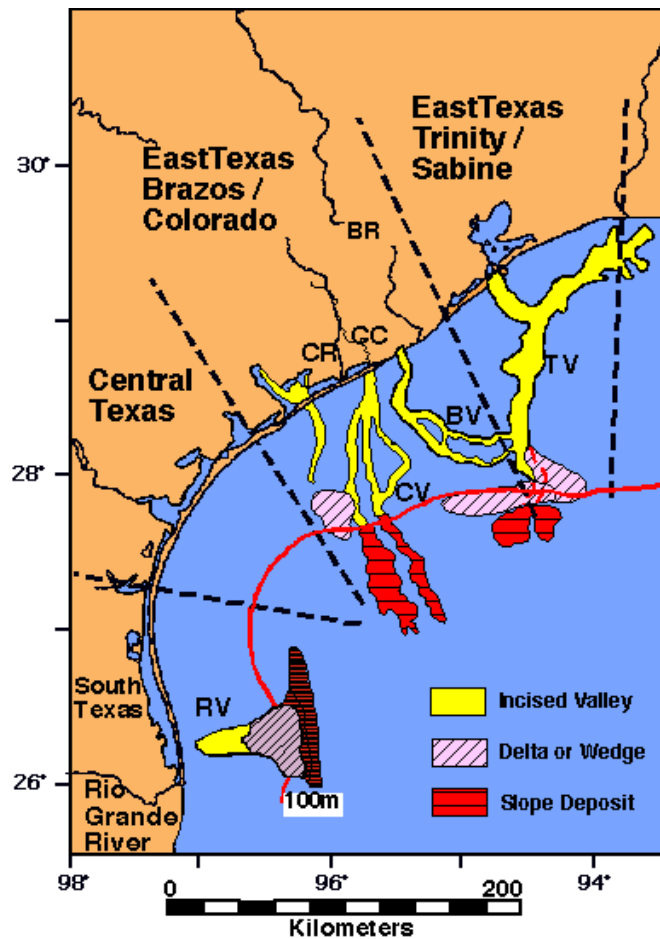 EastTexas
Trinity /
Sabine
30°
EastTexas
Brazos /
Colorado
BR
CC
CR
TV
Central
Texas
BV
28°
CV
South
Texas
RV
Incised Valley
Delta or Wedge
26°
Rio
Grande
River
100m
Slope Deposit
98°
96°
94°
0
200
Kilometers